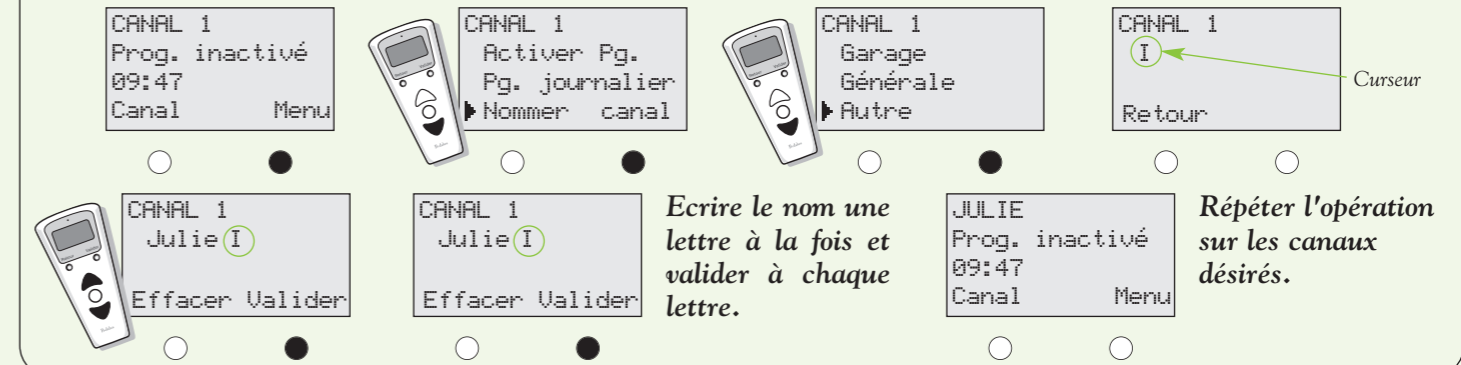 CANAL 1
Prog. inactivé
09:47
Canal Menu
CANAL 1
Activer Pg.
Pg. journalier
Nommer canal
CANAL 1
Garage
Générale
Autre
CANAL 1
I
Curseur
Retour
CANAL 1
Julie I
Effacer Valider
CANAL 1
Julie I
Effacer Valider
Ecrire le nom une
lettre à la fois et
valider à chaque
lettre.
JULIE
Prog. inactivé
09:47
Canal Menu
Répéter l'opération
sur les canaux
désirés.